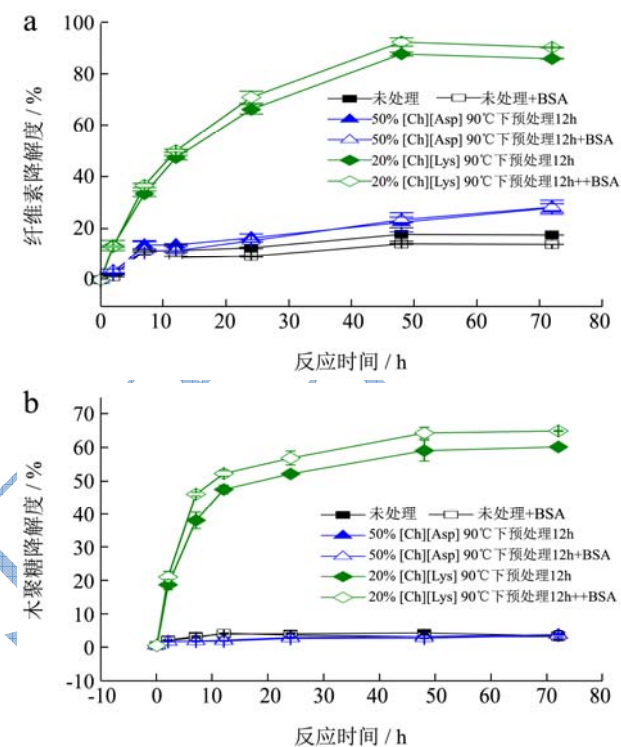 a
100
80
60
40
20
0
纤维素降解度 / %
未处理 未处理+BSA
50% [Ch][Asp] 90℃下预处理12h
50% [Ch][Asp] 90℃下预处理12h+BSA
20% [Ch][Lys] 90℃下预处理12h
20% [Ch][Lys] 90℃下预处理12h++BSA
0 10 20 30 40 50 60 70 80
反应时间 / h
b
70
60
50
40
30
20
10
0
-10
木聚糖降解度 / %
未处理 未处理+BSA
50% [Ch][Asp] 90℃下预处理12h
50% [Ch][Asp] 90℃下预处理12h+BSA
20% [Ch][Lys] 90℃下预处理12h
20% [Ch][Lys] 90℃下预处理12h++BSA
-10 0 10 20 30 40 50 60 70 80
反应时间 / h